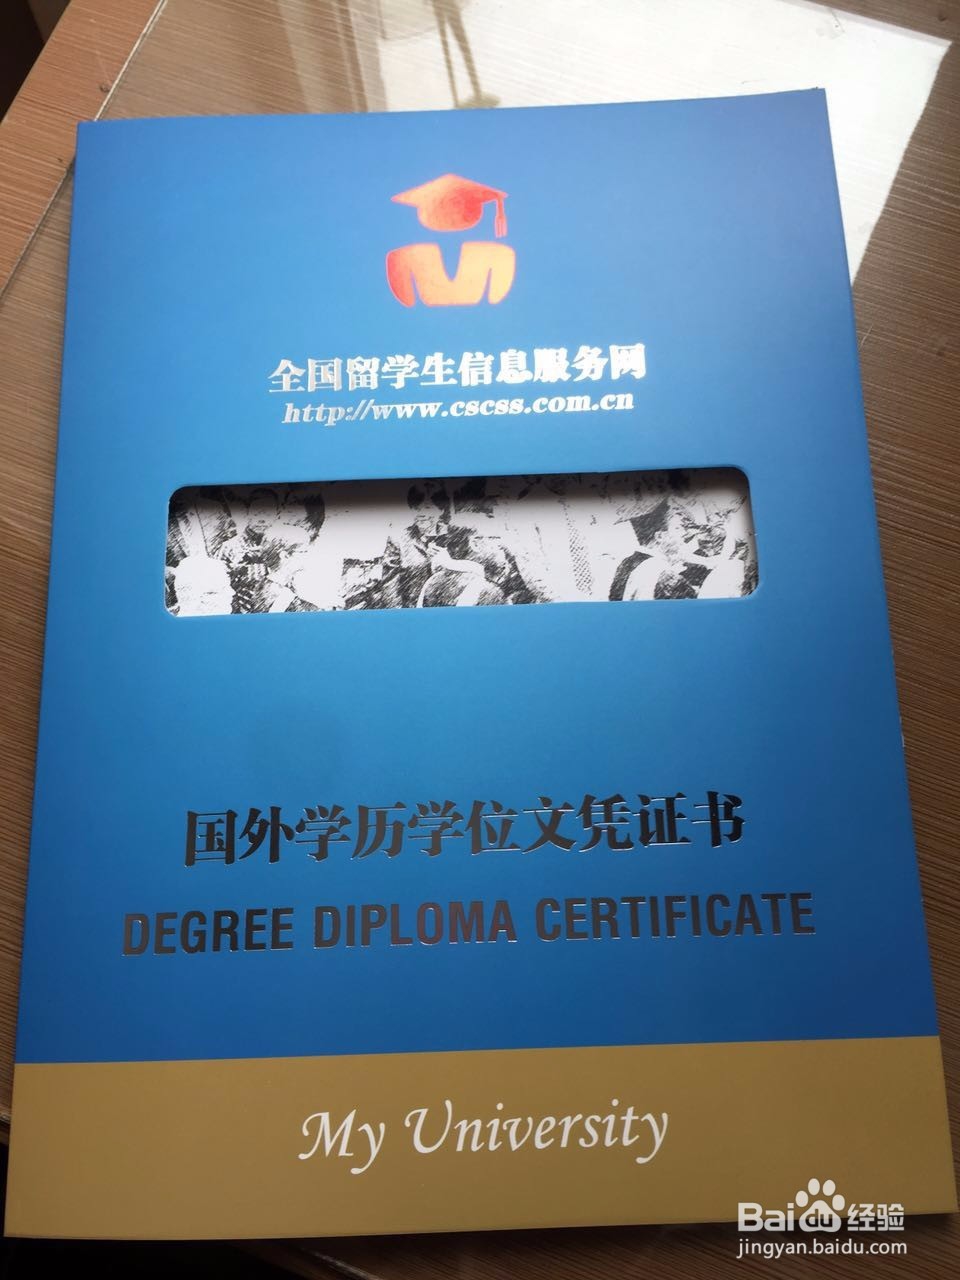 全国留学生信息服务网
http://www.cscss.com.cn
国外学历学位文凭证书
DEGREE DIPLOMA CERTIFICATE
My University
Baidu经验
jingyan.baidu.com